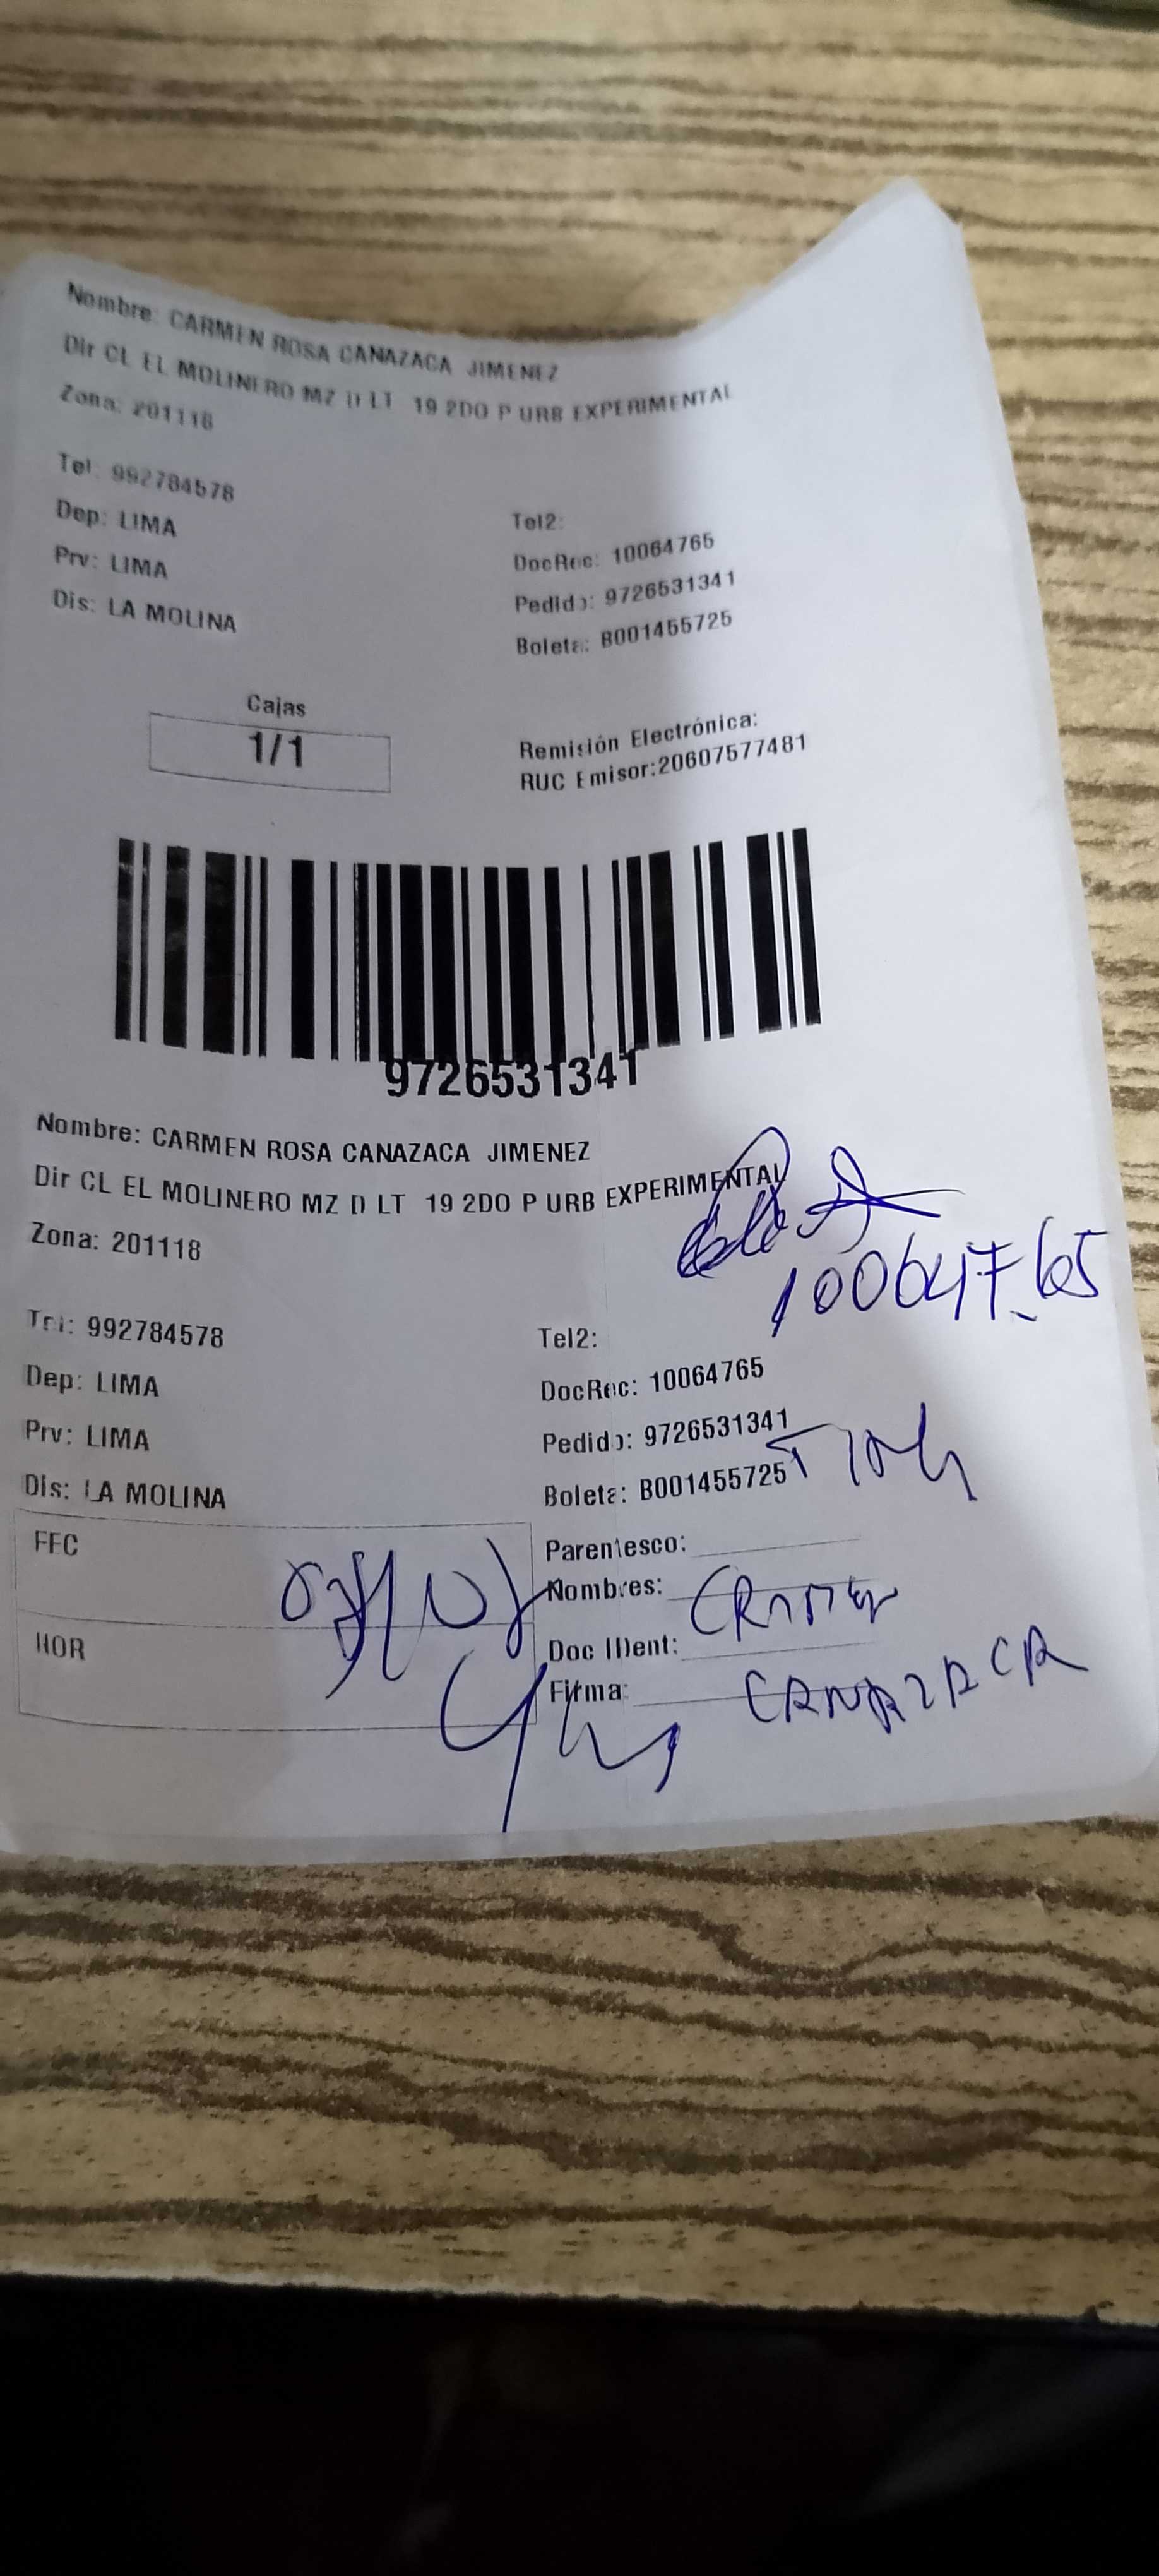 Nombre: CARMEN ROSA CANAZACA JIMENEZ
Dir CL EL MOLINERO MZ D LT 19 2DO P URB EXPERIMENTAL
Zona: 201118
Tel: 992784578
Tel2:
Dep: LIMA
DocRec: 10064765
Prv: LIMA
Pedido: 9726531341
Dis: LA MOLINA
Boleta: B001455725
Cajas
1/1
Remisión Electrónica:
RUC Emisor:20607577481
9726531341
Nombre: CARMEN ROSA CANAZACA JIMENEZ
Dir CL EL MOLINERO MZ D LT 19 2DO P URB EXPERIMENTAL
Zona: 201118
10064765
Tel: 992784578
Tel2:
Dep: LIMA
DocRec: 10064765
Prv: LIMA
Pedido: 9726531341
Dis: LA MOLINA
Boleta: B001455725
FEC
Parentesco:
Nombres: CARMEN
HOR
Doc IDent:
Firma: CANAZACA